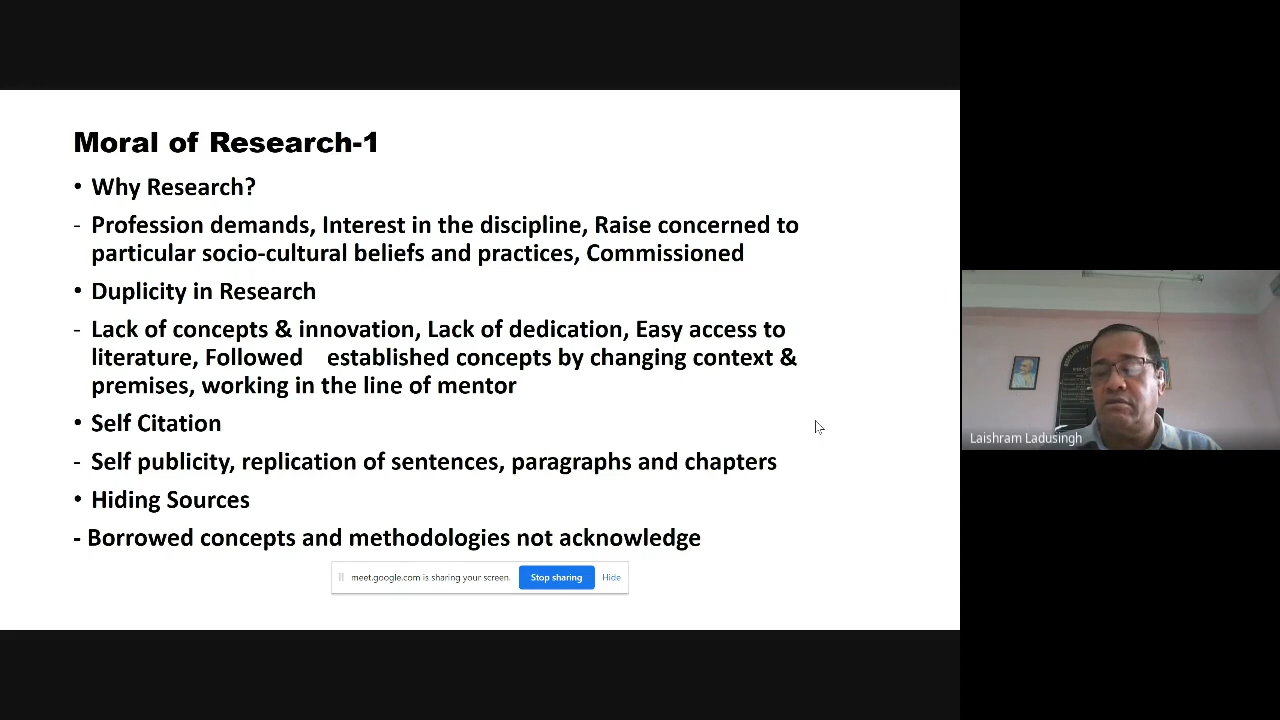 Moral of Research-1
• Why Research?
- Profession demands, Interest in the discipline, Raise concerned to
particular socio-cultural beliefs and practices, Commissioned
• Duplicity in Research
- Lack of concepts & innovation, Lack of dedication, Easy access to
literature, Followed    established concepts by changing context &
premises, working in the line of mentor
• Self Citation
- Self publicity, replication of sentences, paragraphs and chapters
• Hiding Sources
- Borrowed concepts and methodologies not acknowledge
meet.google.com is sharing your screen.
Stop sharing
Hide
Laishram Ladusingh